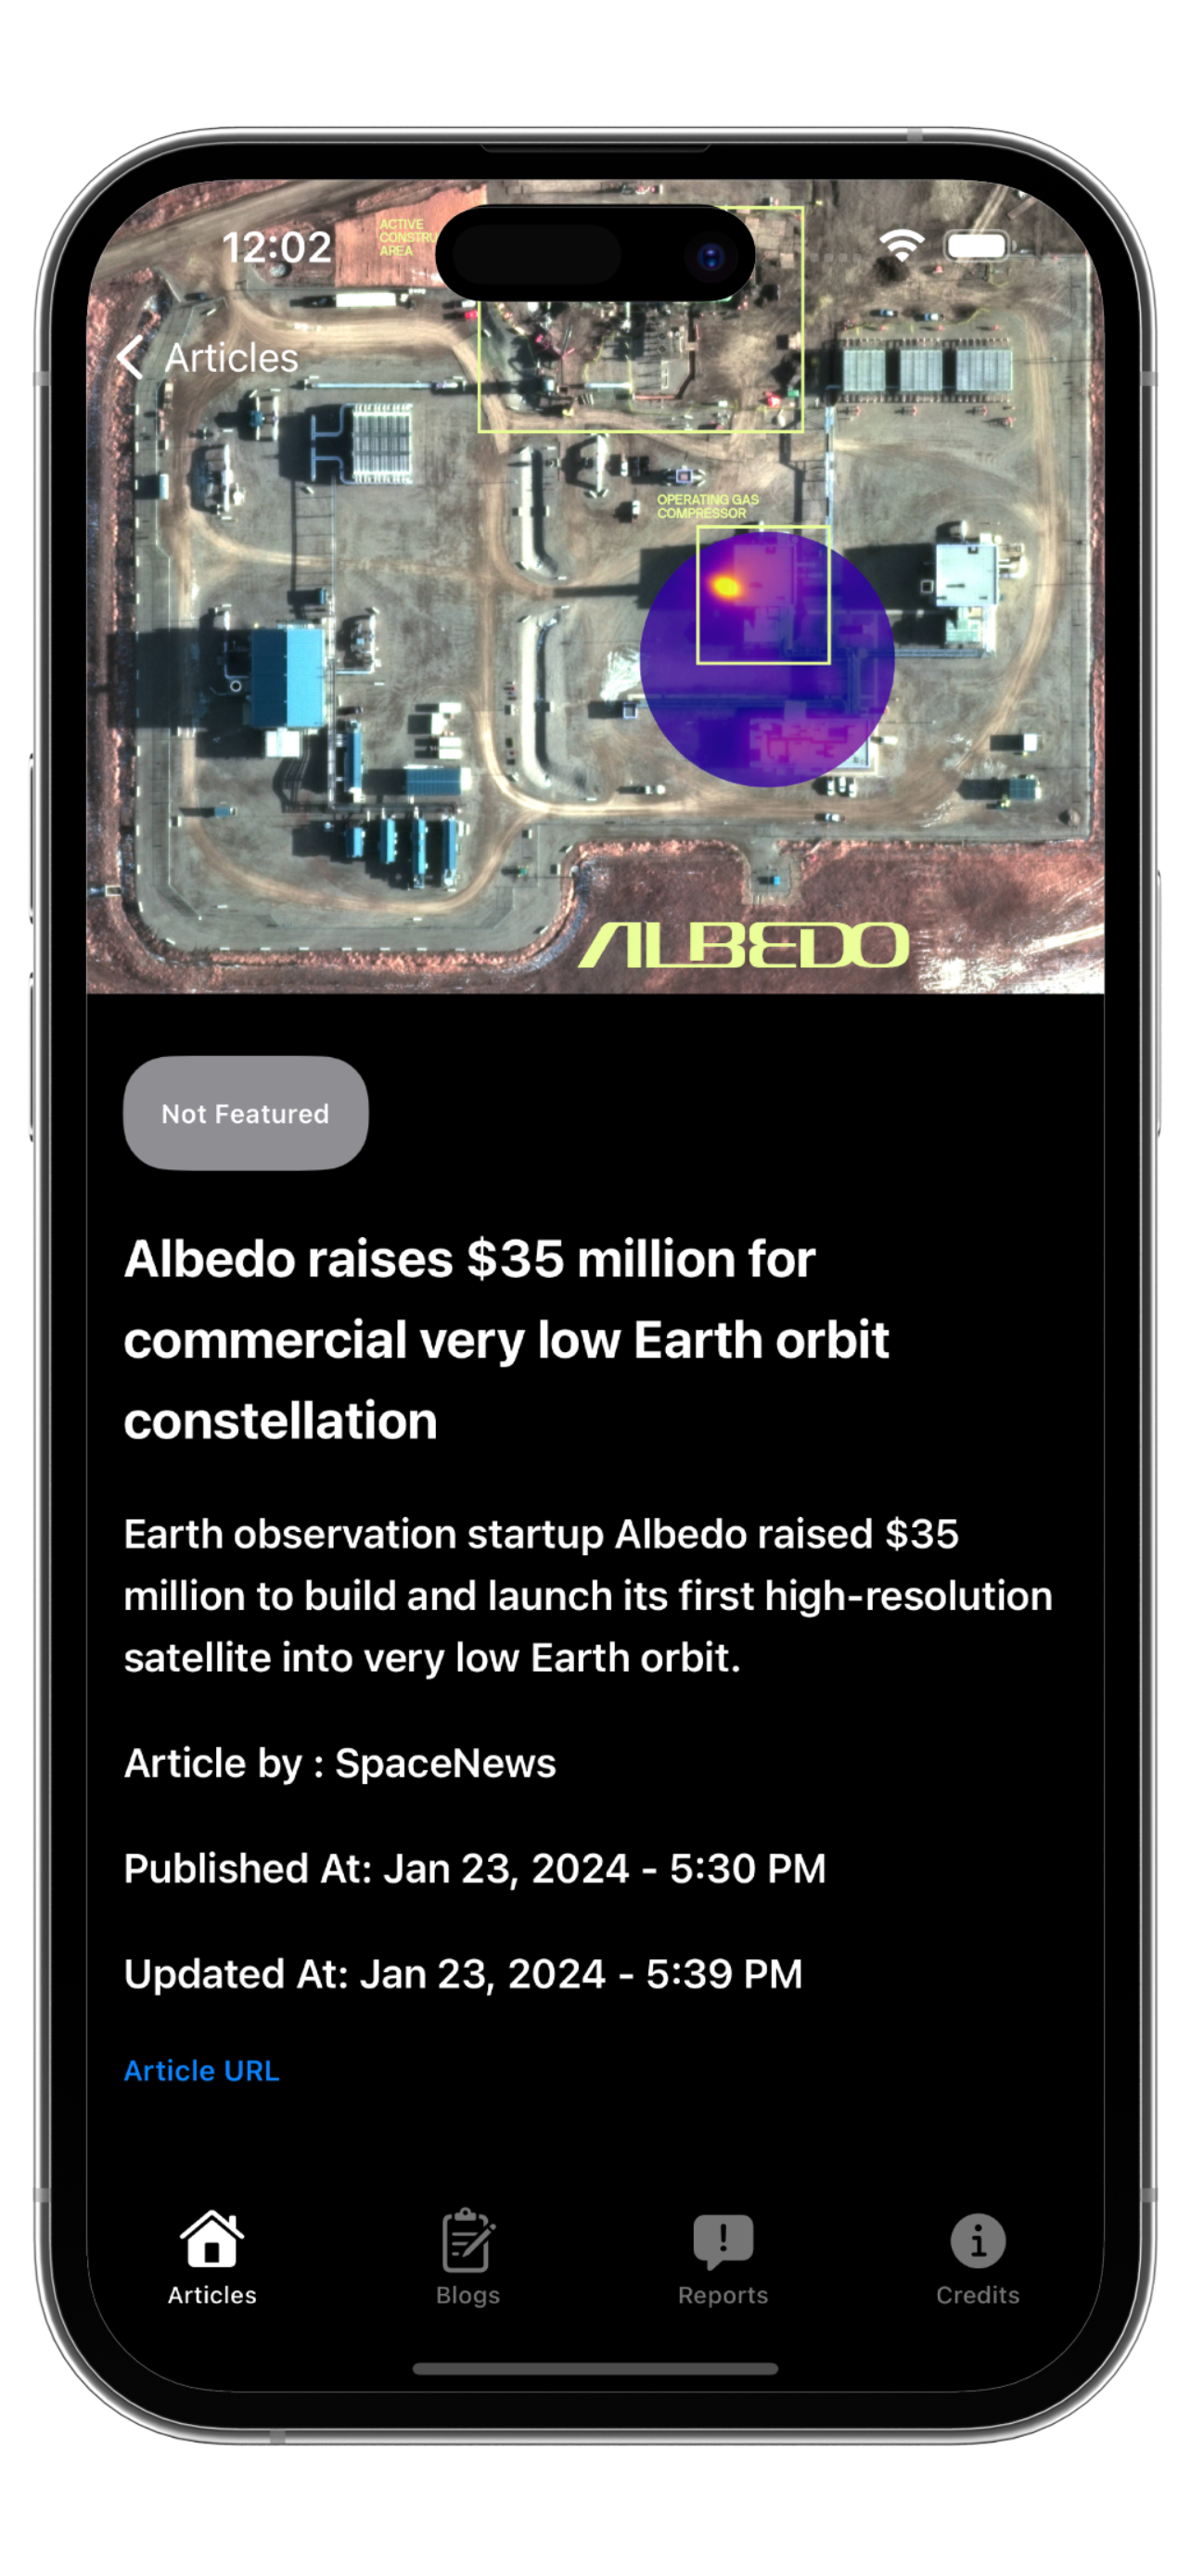 12:02
ACTIVE
AREA
Articles
OPERATING GAS
COMPRESSOR
ALBEDO
Not Featured
Albedo raises $35 million for
commercial very low Earth orbit
constellation
Earth observation startup Albedo raised $35
million to build and launch its first high-resolution
satellite into very low Earth orbit.
Article by : SpaceNews
Published At: Jan 23, 2024 - 5:30 PM
Updated At: Jan 23, 2024 - 5:39 PM
Article URL
Articles
Blogs
Reports
Credits